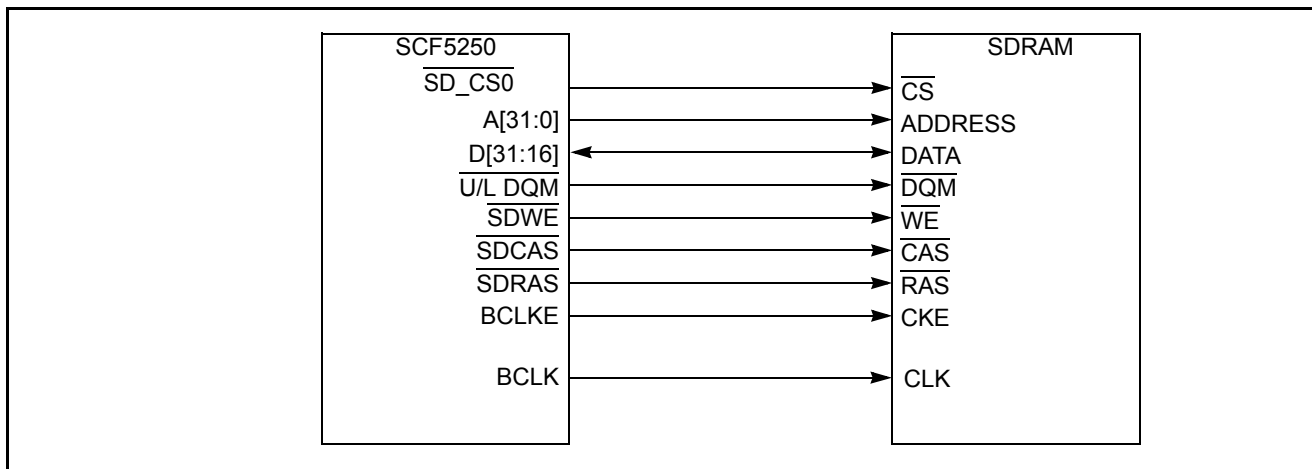 SCF5250
SD_CS0
A[31:0]
D[31:16]
U/L DQM
SDWE
SDCAS
SDRAS
BCLKE
BCLK
SDRAM
CS
ADDRESS
DATA
DQM
WE
CAS
RAS
CKE
CLK